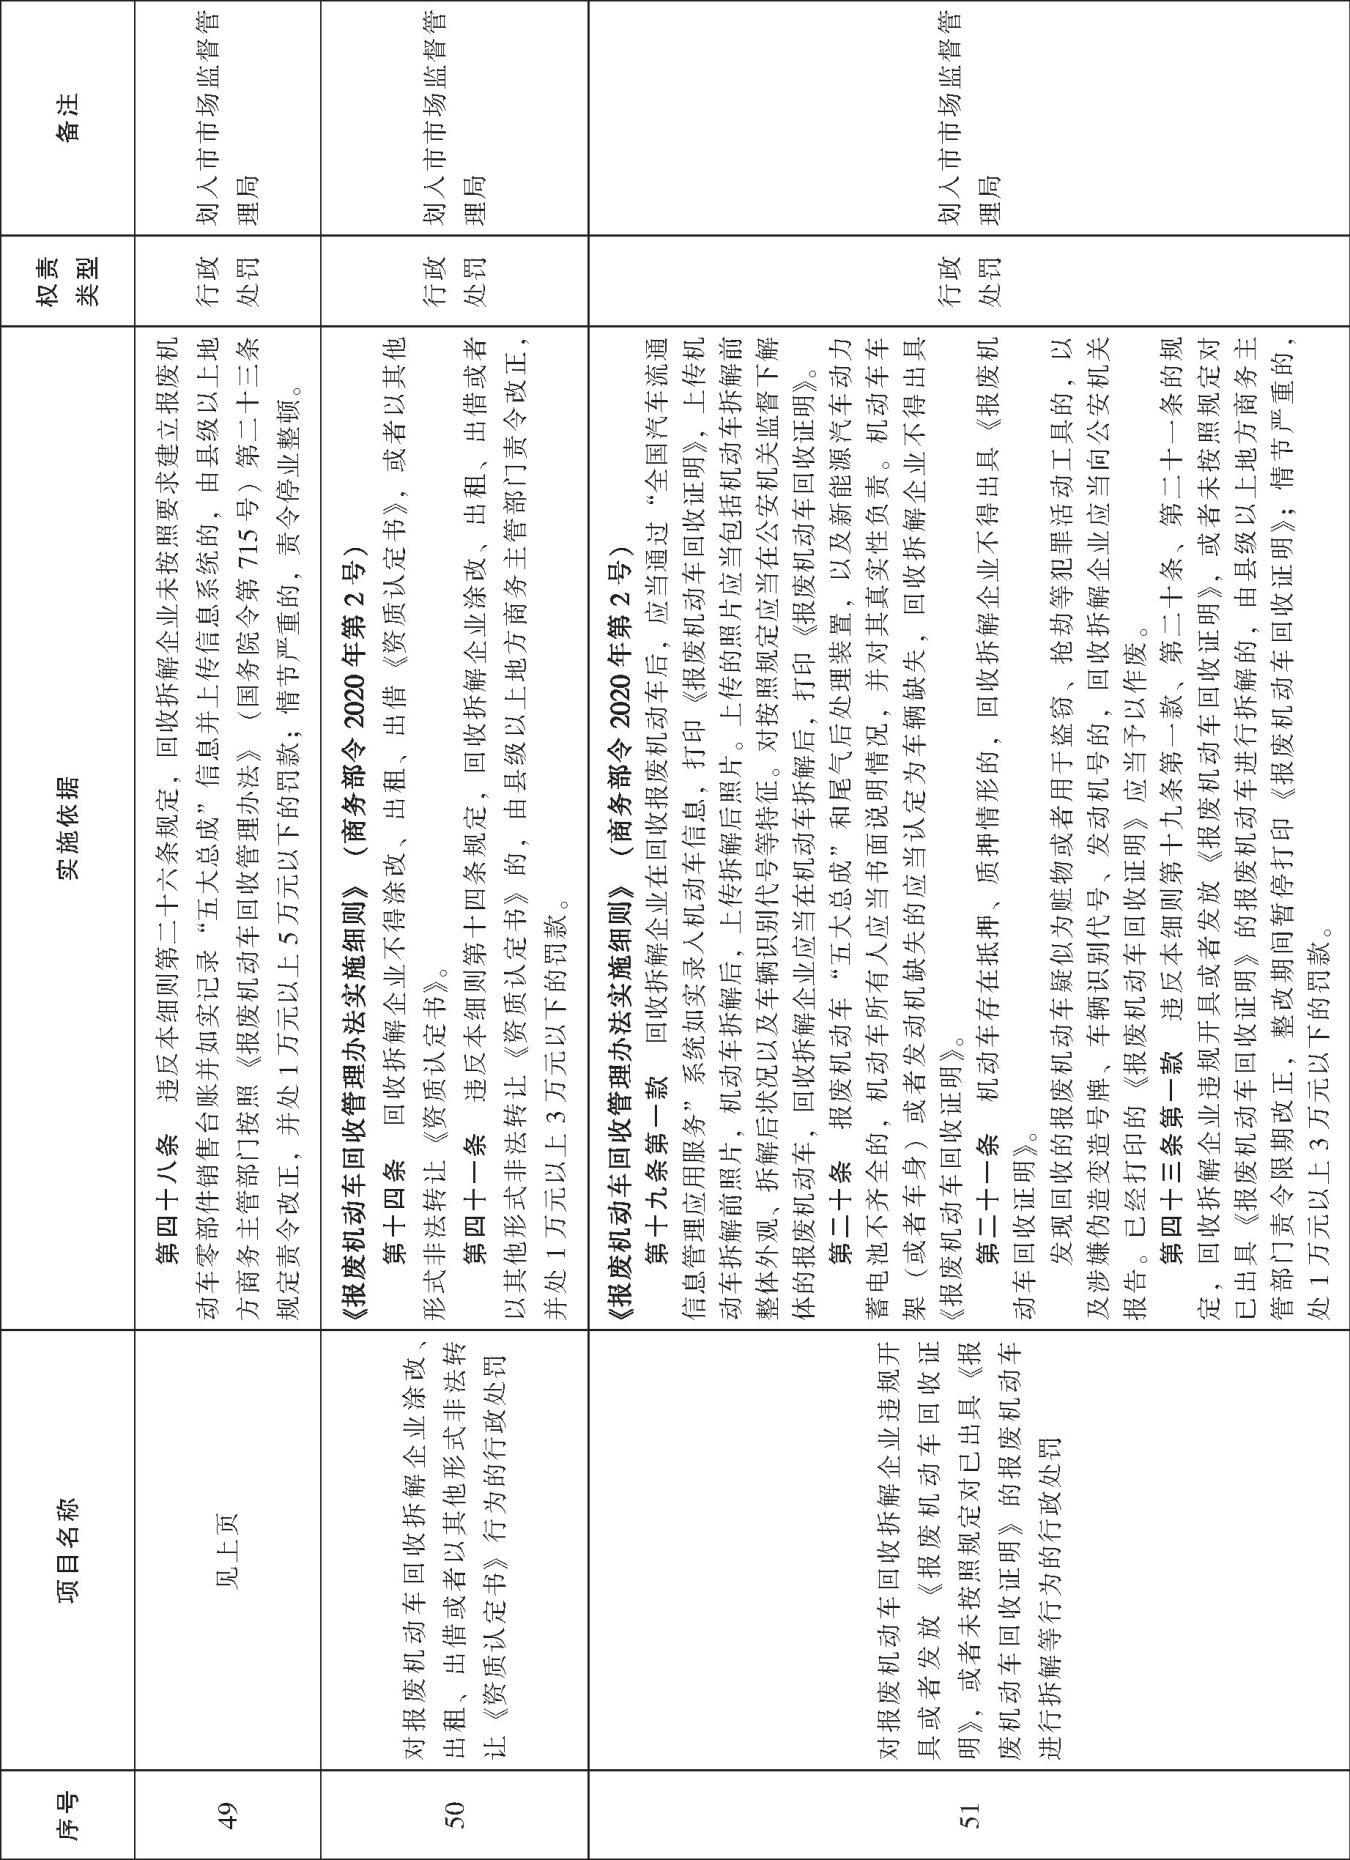 序号
项目名称
实施依据
权责
类型
备注
49
见上页
第四十八条 违反本细则第二十六条规定，回收拆解企业未按照要求建立报废机
动车零部件销售台账并如实记录“五大总成”信息并上传信息系统的，由县级以上地
方商务主管部门按照《报废机动车回收管理办法》（国务院令第715号）第二十三条
规定责令改正，并处1万元以上5万元以下的罚款；情节严重的，责令停业整顿。
行政
处罚
划入市市场监督管
理局
50
对报废机动车回收拆解企业涂改、
出租、出借或者以其他形式非法转
让《资质认定书》行为的行政处罚
《报废机动车回收管理办法实施细则》（商务部令2020年第2号）
第十四条 回收拆解企业不得涂改、出租、出借《资质认定书》，或者以其他
形式非法转让《资质认定书》。
第四十一条 违反本细则第十四条规定，回收拆解企业涂改、出租、出借或者
以其他形式非法转让《资质认定书》的，由县级以上地方商务主管部门责令改正，
并处1万元以上3万元以下的罚款。
行政
处罚
划入市市场监督管
理局
51
对报废机动车回收拆解企业违规开
具或者发放《报废机动车回收证
明》，或者未按照规定对已出具《报
废机动车回收证明》的报废机动车
进行拆解等行为的行政处罚
《报废机动车回收管理办法实施细则》（商务部令2020年第2号）
第十九条第一款 回收拆解企业在回收报废机动车后，应当通过“全国汽车流通
信息管理应用服务”系统如实录入机动车信息，打印《报废机动车回收证明》，上传机
动车拆解前照片，机动车拆解后，上传拆解后照片。上传的照片应当包括机动车拆解前
整体外观、拆解后状况以及车辆识别代号等特征。对按照规定应当在公安机关监督下解
体的报废机动车，回收拆解企业应当在机动车拆解后，打印《报废机动车回收证明》。
第二十条 报废机动车“五大总成”和尾气后处理装置，以及新能源汽车动力
蓄电池不齐全的，机动车所有人应当书面说明情况，并对其真实性负责。机动车车
架（或者车身）或者发动机缺失的应当认定为车辆缺失，回收拆解企业不得出具
《报废机动车回收证明》。
第二十一条 机动车存在抵押、质押情形的，回收拆解企业不得出具《报废机
动车回收证明》。
发现回收的报废机动车疑似为赃物或者用于盗窃、抢劫等犯罪活动工具的，以
及涉嫌伪造变造号牌、车辆识别代号、发动机号的，回收拆解企业应当向公安机关
报告。已经打印的《报废机动车回收证明》应当予以作废。
第四十三条第一款 违反本细则第十九条第一款、第二十条、第二十一条的规
定，回收拆解企业违规开具或者发放《报废机动车回收证明》，或者未按照规定对
已出具《报废机动车回收证明》的报废机动车进行拆解的，由县级以上地方商务主
管部门责令限期改正，整改期间暂停打印《报废机动车回收证明》；情节严重的，
处1万元以上3万元以下的罚款。
行政
处罚
划入市市场监督管
理局